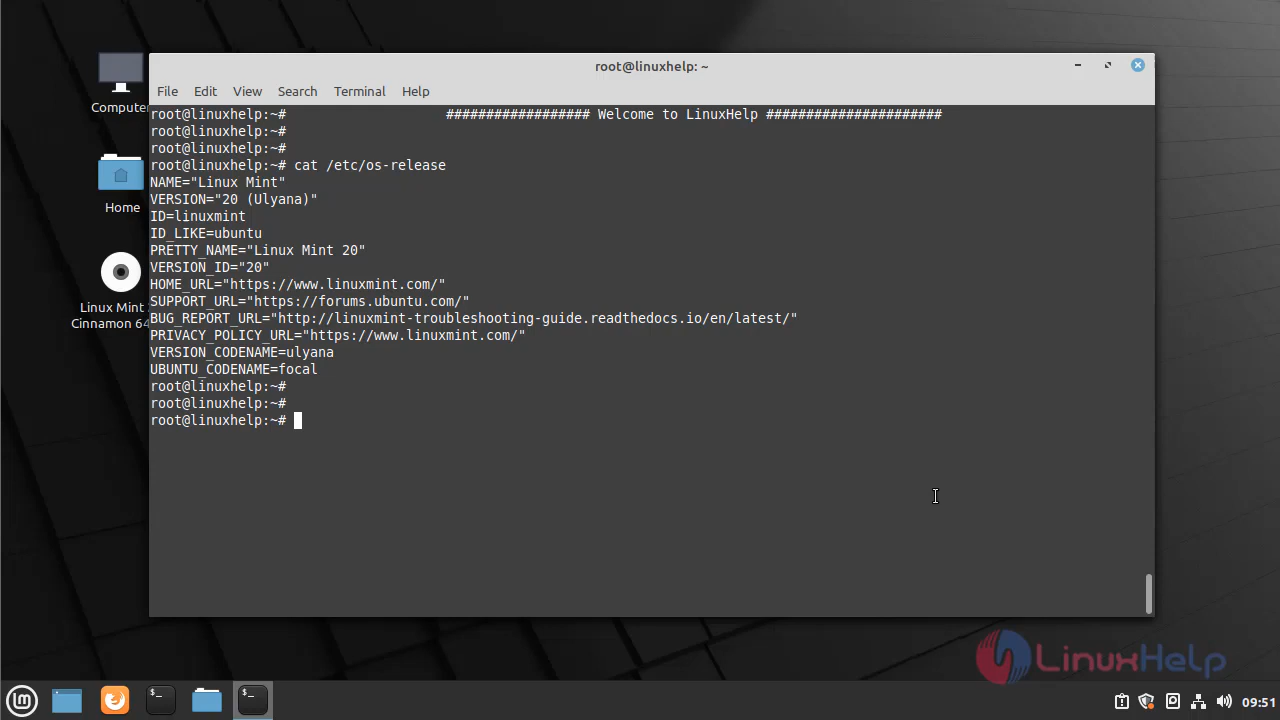 root@linuxhelp: ~
File Edit View Search Terminal Help
root@linuxhelp:~# ################## Welcome to LinuxHelp ######################
root@linuxhelp:~#
root@linuxhelp:~#
root@linuxhelp:~# cat /etc/os-release
NAME="Linux Mint"
VERSION="20 (Ulyana)"
ID=linuxmint
ID_LIKE=ubuntu
PRETTY_NAME="Linux Mint 20"
VERSION_ID="20"
HOME_URL="https://www.linuxmint.com/"
SUPPORT_URL="https://forums.ubuntu.com/"
BUG_REPORT_URL="http://linuxmint-troubleshooting-guide.readthedocs.io/en/latest/"
PRIVACY_POLICY_URL="https://www.linuxmint.com/"
VERSION_CODENAME=ulyana
UBUNTU_CODENAME=focal
root@linuxhelp:~#
root@linuxhelp:~#
root@linuxhelp:~#
Compute
Home
Linux Mint
Cinnamon 64
LinuxHelp
lm
$_
$_
09:51